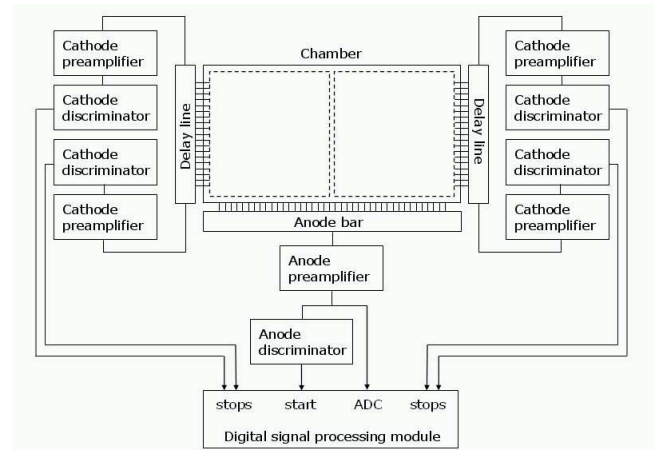 Chamber
Cathode
preamplifier
Cathode
discriminator
Cathode
discriminator
Cathode
preamplifier
Delay line
Delay line
Cathode
preamplifier
Cathode
discriminator
Cathode
discriminator
Cathode
preamplifier
Anode bar
Anode
preamplifier
Anode
discriminator
stops start ADC stops
Digital signal processing module